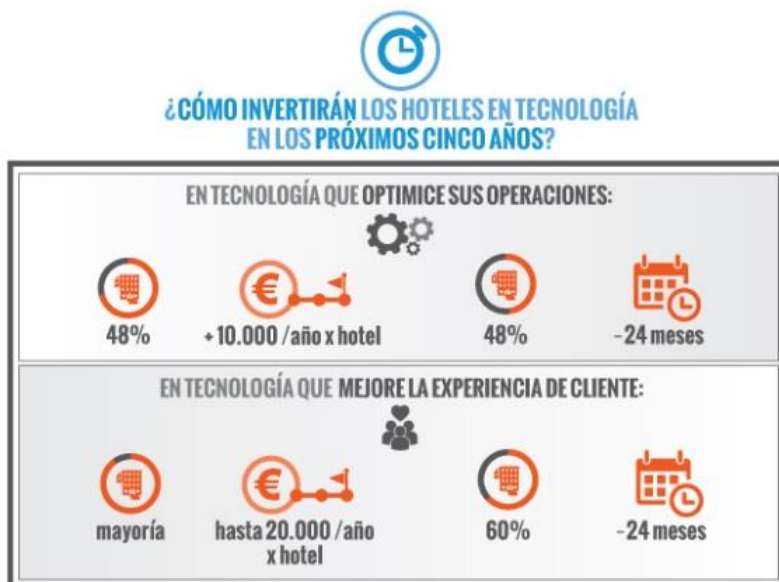 ¿CÓMO INVERTIRÁN LOS HOTELES EN TECNOLOGÍA
EN LOS PRÓXIMOS CINCO AÑOS?
EN TECNOLOGÍA QUE OPTIMICE SUS OPERACIONES:
€
48%
+10.000 /año x hotel
48%
-24 meses
EN TECNOLOGÍA QUE MEJORE LA EXPERIENCIA DE CLIENTE:
€
mayoría
hasta 20.000 /año
x hotel
60%
-24 meses